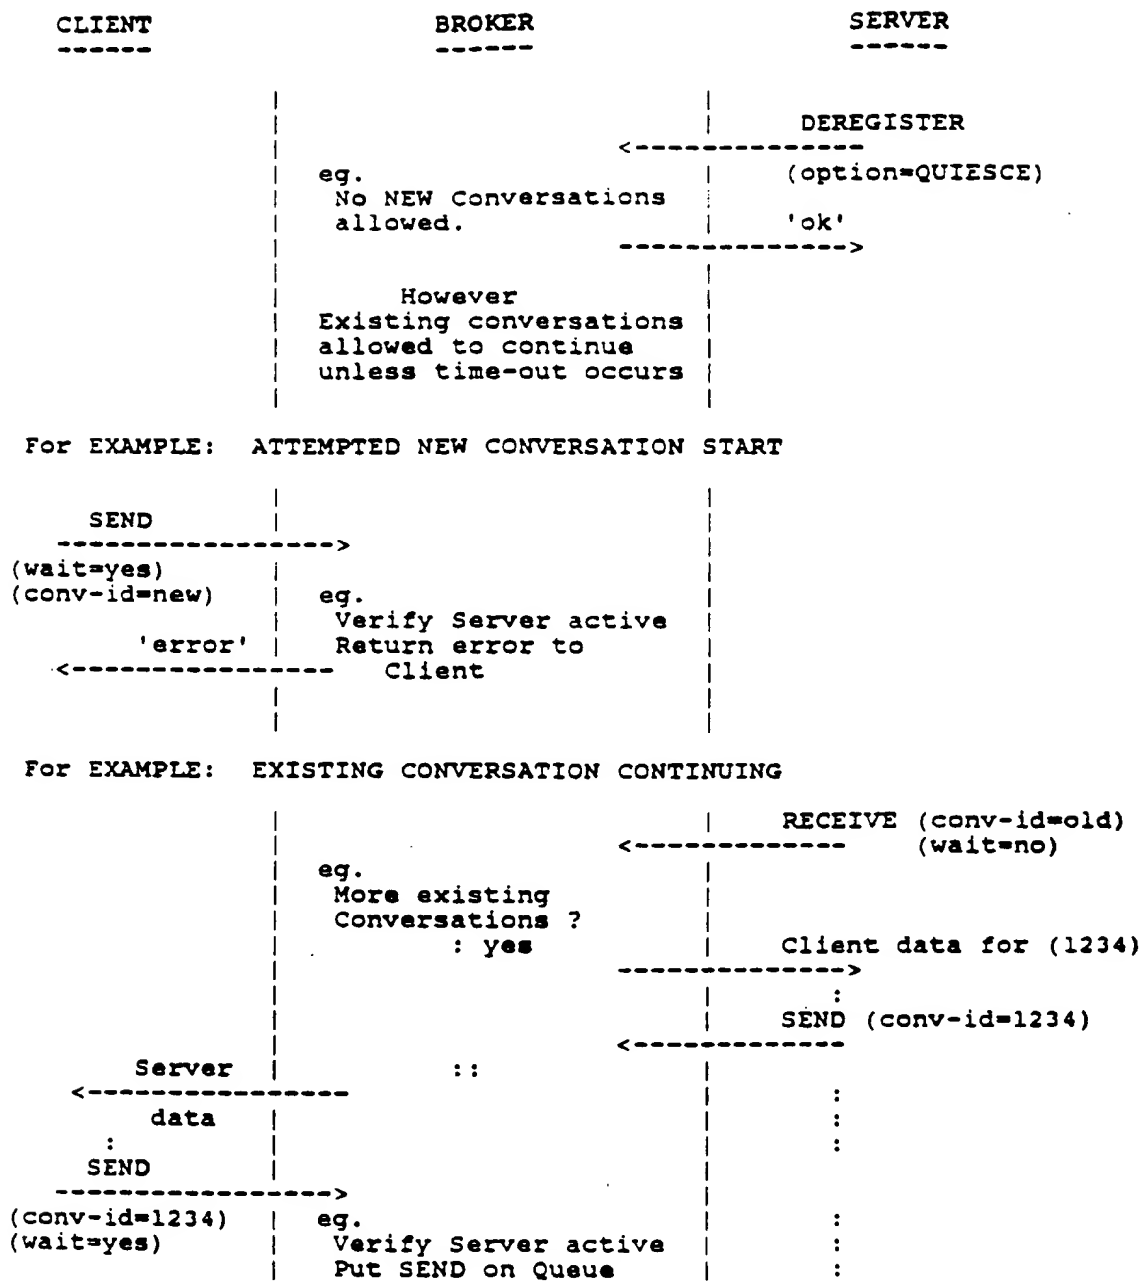 CLIENT BROKER SERVER
DEREGISTER
eg. (option=QUIESCE)
No NEW Conversations
allowed. 'ok'
However
Existing conversations
allowed to continue
unless time-out occurs
For EXAMPLE: ATTEMPTED NEW CONVERSATION START
SEND
(wait=yes)
(conv-id=new) eg.
Verify Server active
'error' Return error to
Client
For EXAMPLE: EXISTING CONVERSATION CONTINUING
RECEIVE (conv-id=old)
(wait=no)
eg.
More existing
Conversations ?
: yes Client data for (1234)
:
SEND (conv-id=1234)
Server ::
:
data :
: :
SEND
(conv-id=1234) eg. :
(wait=yes) Verify Server active :
Put SEND on Queue :